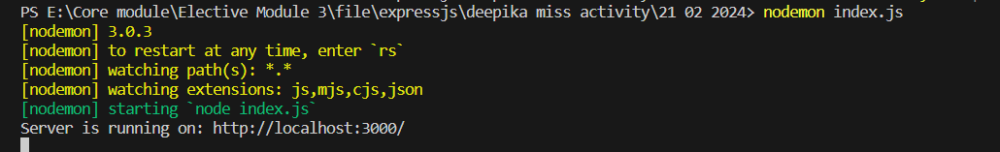 PS E:\Core module\Elective Module 3\file\expressjs\deepika miss activity\21 02 2024> nodemon index.js
[nodemon] 3.0.3
[nodemon] to restart at any time, enter `rs`
[nodemon] watching path(s): *.*
[nodemon] watching extensions: js,mjs,cjs,json
[nodemon] starting `node index.js`
Server is running on: http://localhost:3000/